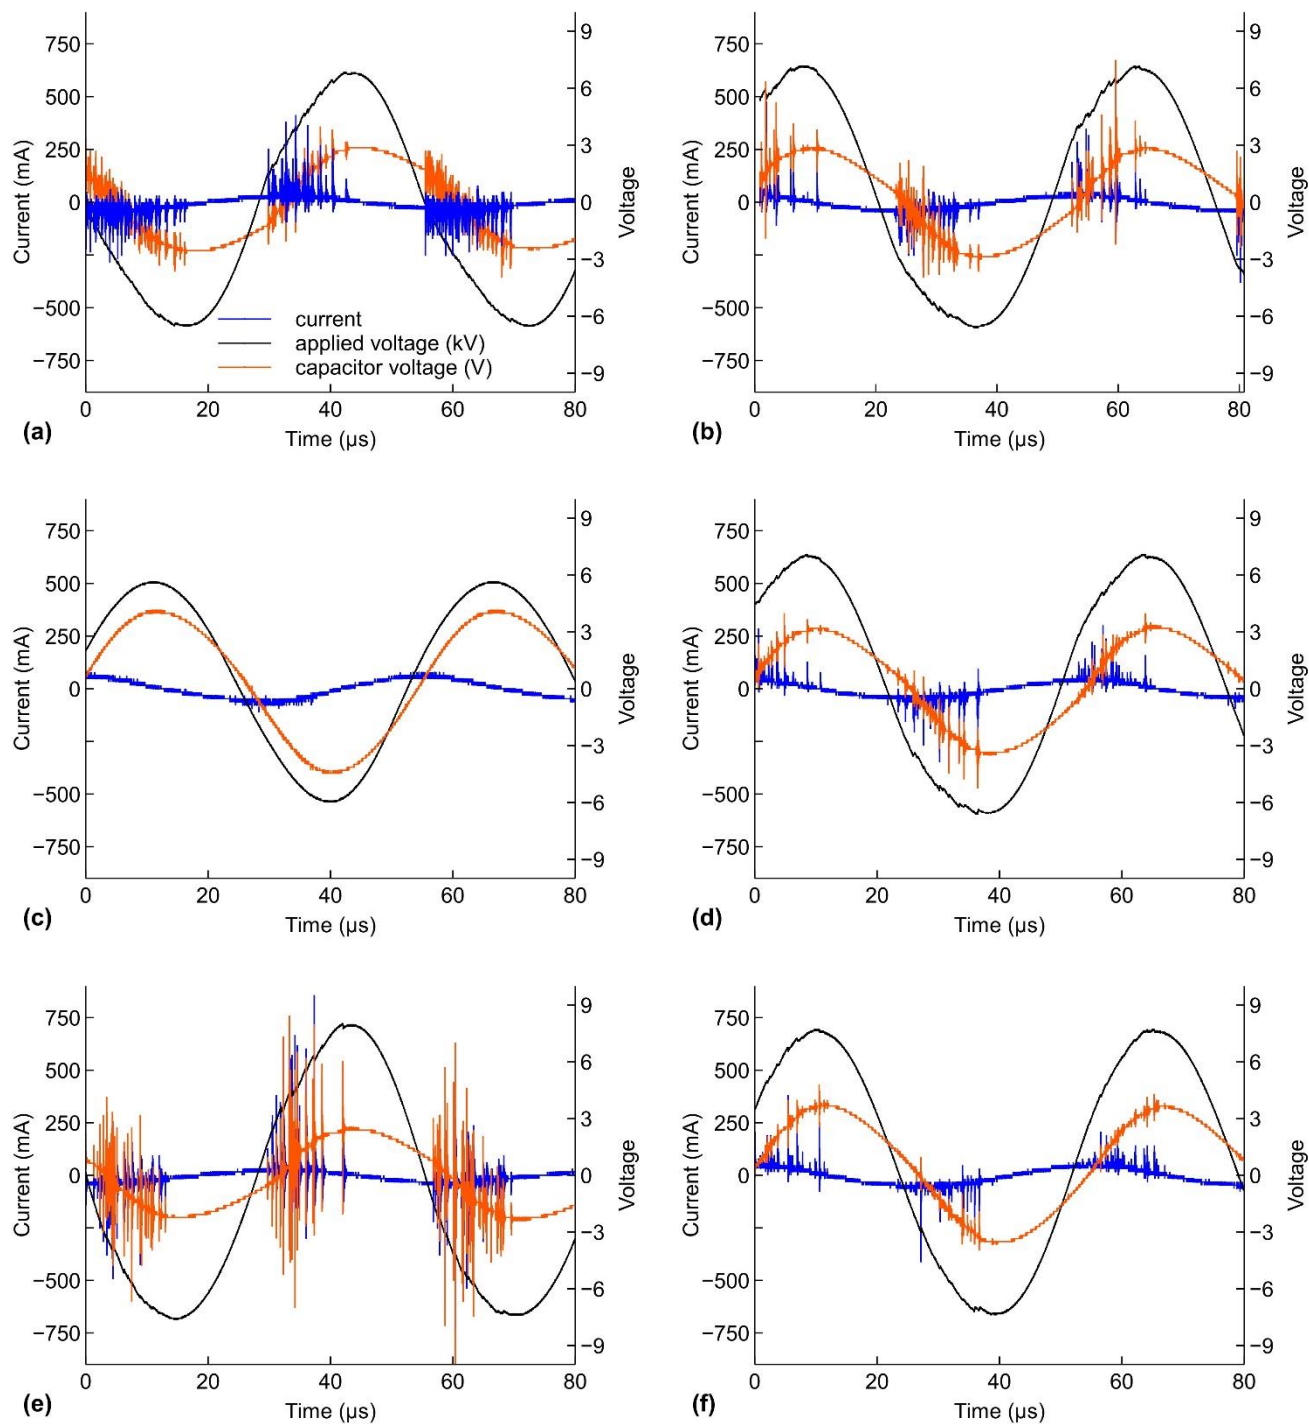 750
500
250
0
−500
−750
Current (mA)
9
6
3
0
−3
−6
−9
Voltage
current
applied voltage (kV)
capacitor voltage (V)
0 20 40 60 80
(a) Time (µs)
750
500
250
0
−500
−750
Current (mA)
9
6
3
0
−3
−6
−9
Voltage
0 20 40 60 80
(b) Time (µs)
750
500
250
0
−500
−750
Current (mA)
9
6
3
0
−3
−6
−9
Voltage
0 20 40 60 80
(c) Time (µs)
750
500
250
0
−500
−750
Current (mA)
9
6
3
0
−3
−6
−9
Voltage
0 20 40 60 80
(d) Time (µs)
750
500
250
0
−500
−750
Current (mA)
9
6
3
0
−3
−6
−9
Voltage
0 20 40 60 80
(e) Time (µs)
750
500
250
0
−500
−750
Current (mA)
9
6
3
0
−3
−6
−9
Voltage
0 20 40 60 80
(f) Time (µs)